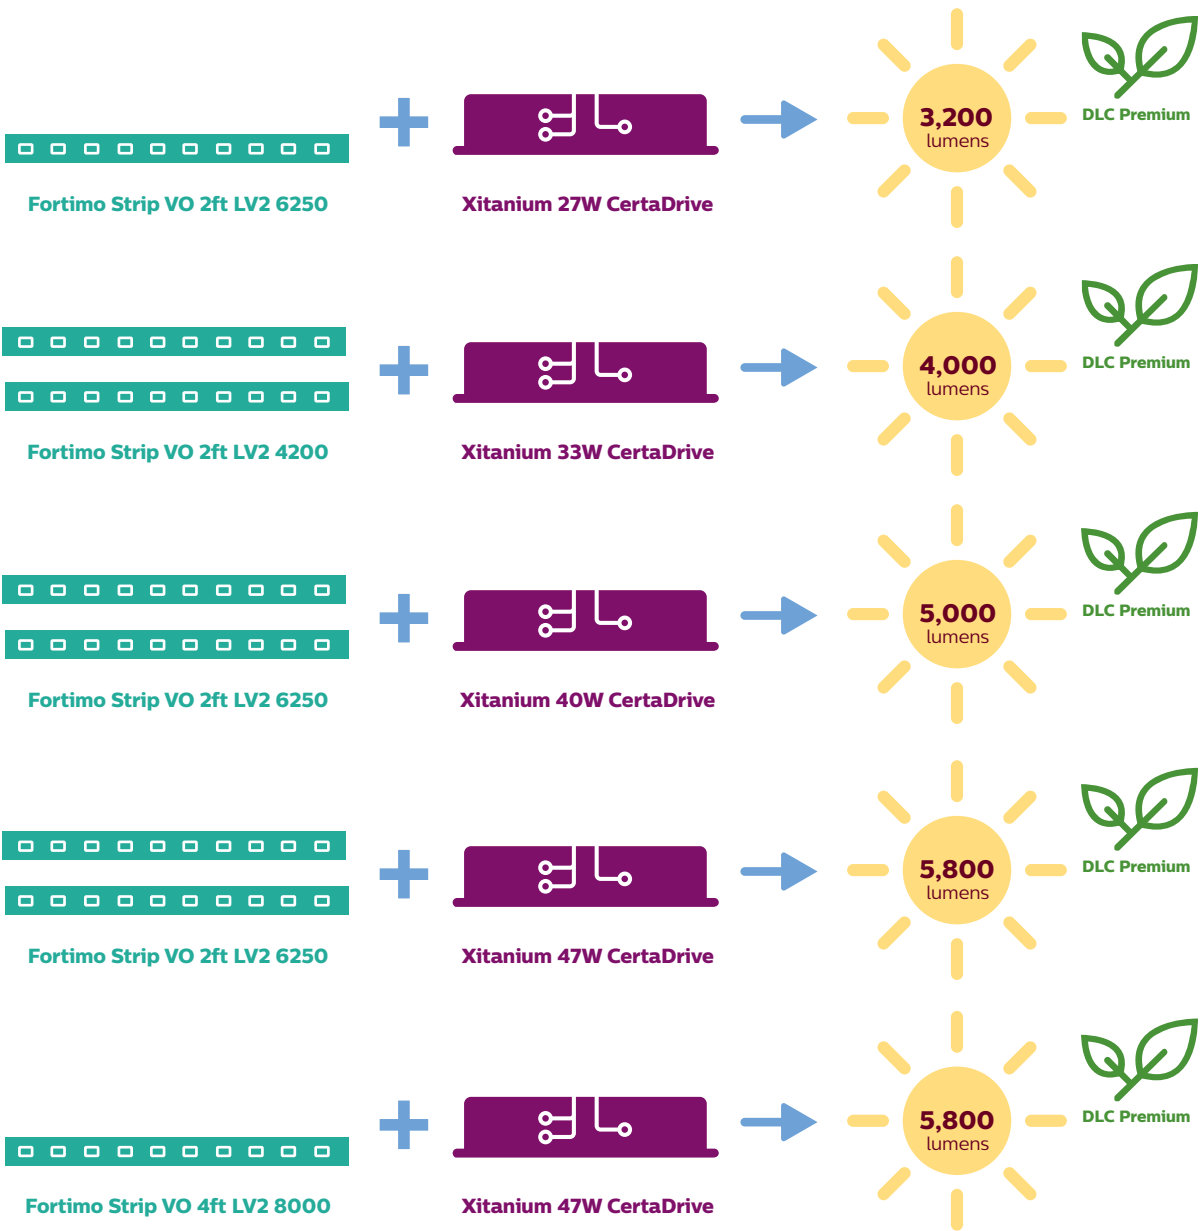 3,200
lumens
DLC Premium
Fortimo Strip VO 2ft LV2 6250
Xitanium 27W CertaDrive
4,000
lumens
DLC Premium
Fortimo Strip VO 2ft LV2 4200
Xitanium 33W CertaDrive
5,000
lumens
DLC Premium
Fortimo Strip VO 2ft LV2 6250
Xitanium 40W CertaDrive
5,800
lumens
DLC Premium
Fortimo Strip VO 2ft LV2 6250
Xitanium 47W CertaDrive
5,800
lumens
DLC Premium
Fortimo Strip VO 4ft LV2 8000
Xitanium 47W CertaDrive